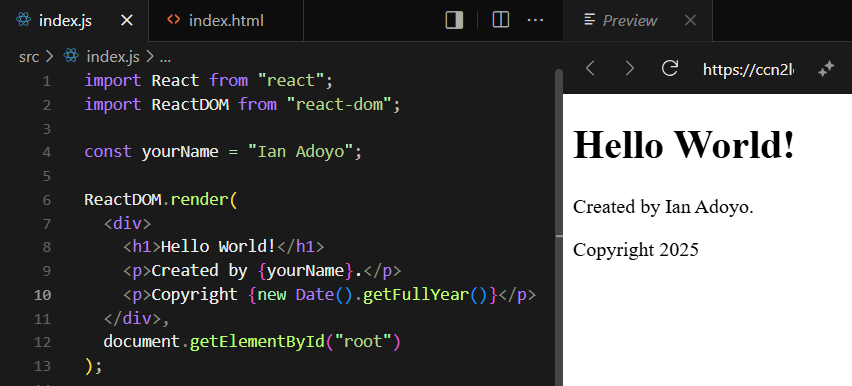 index.js
index.html
Preview
src > index.js > ...
https://ccn2l
1 import React from "react";
2 import ReactDOM from "react-dom";
3
4 const yourName = "Ian Adoyo";
5
6 ReactDOM.render(
7 <div>
8 <h1>Hello World!</h1>
9 <p>Created by {yourName}.</p>
10 <p>Copyright {new Date().getFullYear()}</p>
11 </div>,
12 document.getElementById("root")
13 );
Hello World!
Created by Ian Adoyo.
Copyright 2025